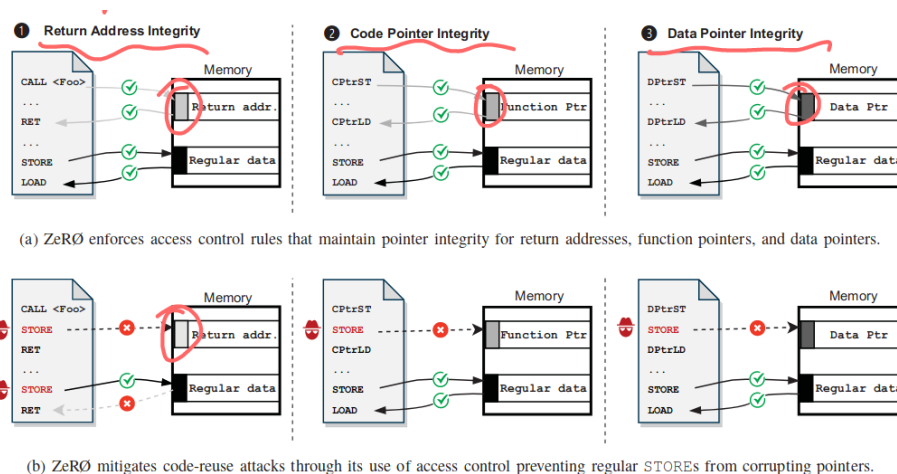 1 Return Address Integrity
2 Code Pointer Integrity
3 Data Pointer Integrity
CALL <Foo>
...
RET
...
STORE
LOAD
Memory
Return addr.
Regular data
CPtrST
...
CPtrLD
...
STORE
LOAD
Memory
Function Ptr
Regular data
DPtrST
...
DPtrLD
...
STORE
LOAD
Memory
Data Ptr
Regular data
(a) ZeRØ enforces access control rules that maintain pointer integrity for return addresses, function pointers, and data pointers.
CALL <Foo>
STORE
RET
...
STORE
RET
Memory
Return addr.
Regular data
CPtrST
STORE
CPtrLD
...
STORE
LOAD
Memory
Function Ptr
Regular data
DPtrST
STORE
DPtrLD
...
STORE
LOAD
Memory
Data Ptr
Regular data
(b) ZeRØ mitigates code-reuse attacks through its use of access control preventing regular STOREs from corrupting pointers.